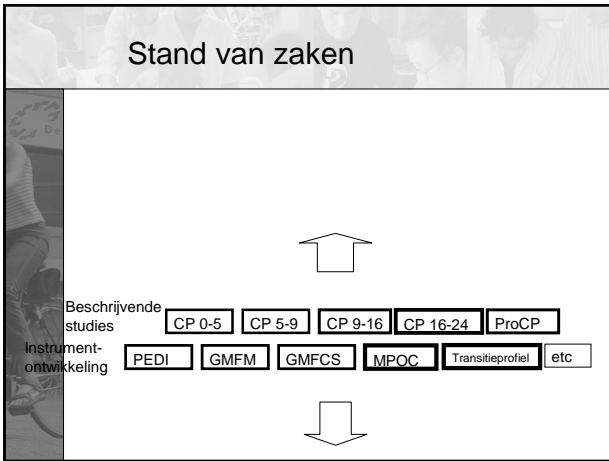 Stand van zaken
De
Beschrijvende
studies
CP 0-5 CP 5-9 CP 9-16 CP 16-24 ProCP
Instrument-
ontwikkeling
PEDI GMFM GMFCS MPOC Transitieprofiel etc